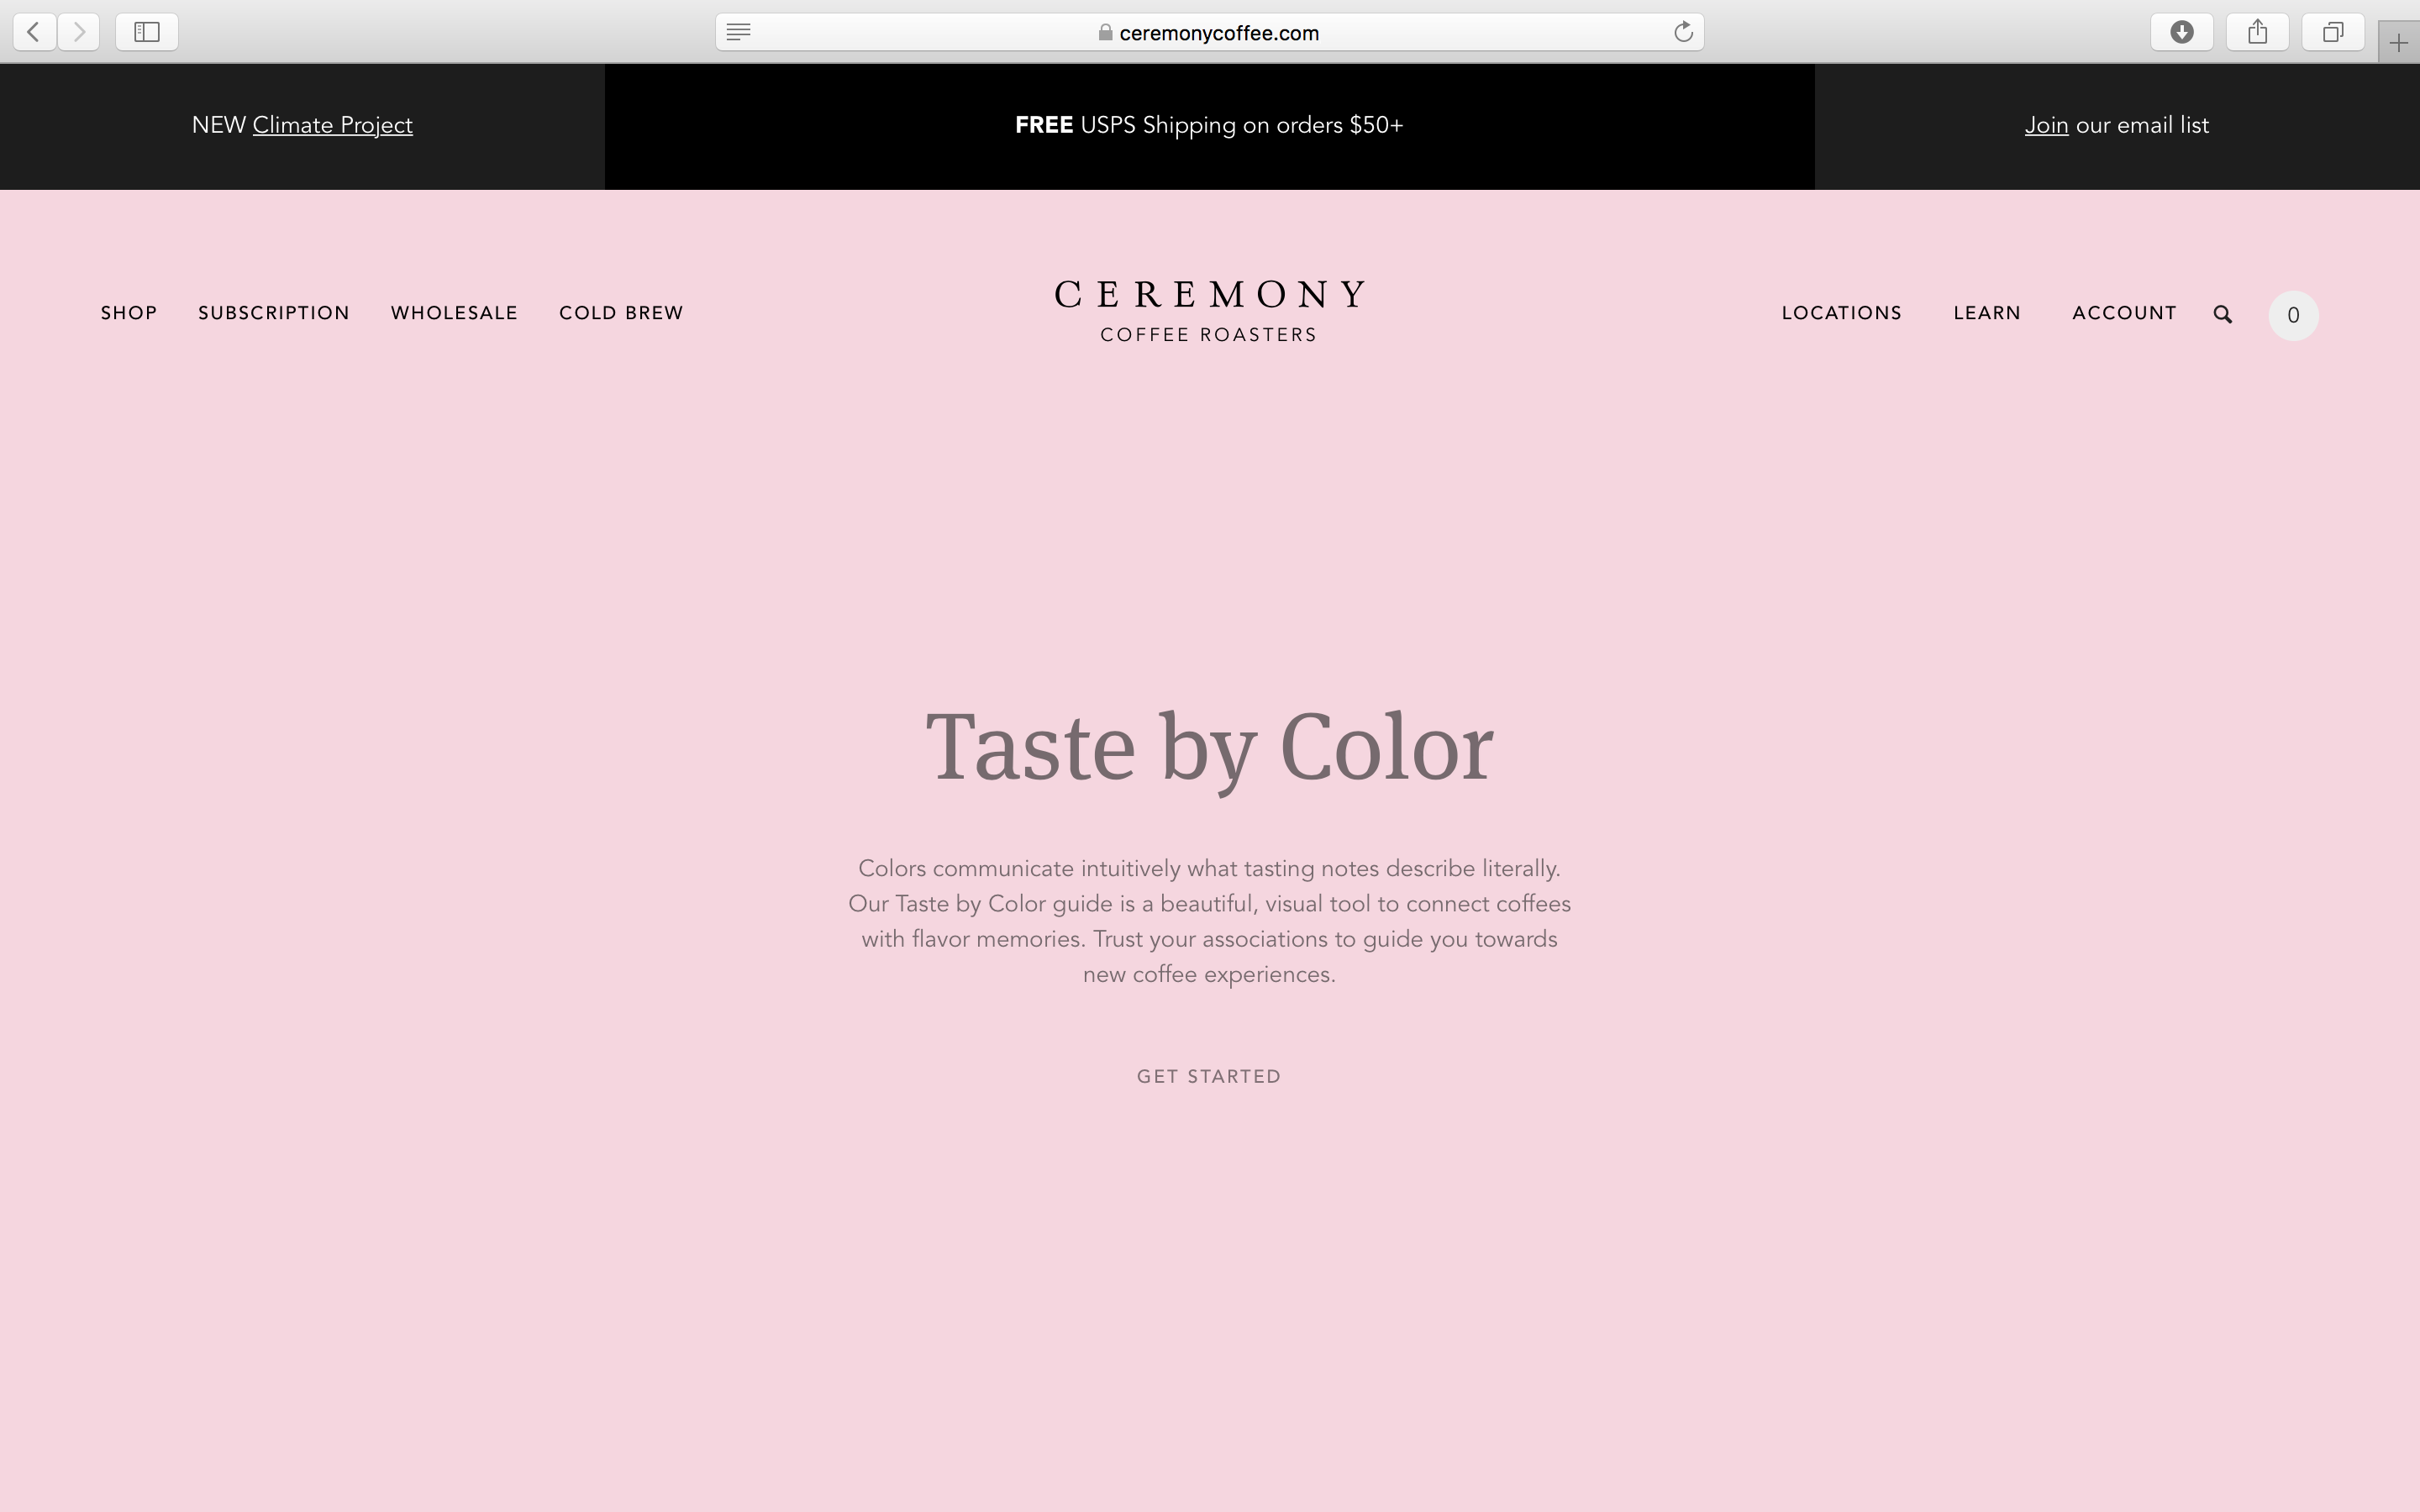 ceremonycoffee.com
NEW Climate Project
FREE USPS Shipping on orders $50+
Join our email list
SHOP SUBSCRIPTION WHOLESALE COLD BREW
CEREMONY
COFFEE ROASTERS
LOCATIONS LEARN ACCOUNT 0
Taste by Color
Colors communicate intuitively what tasting notes describe literally.
Our Taste by Color guide is a beautiful, visual tool to connect coffees
with flavor memories. Trust your associations to guide you towards
new coffee experiences.
GET STARTED